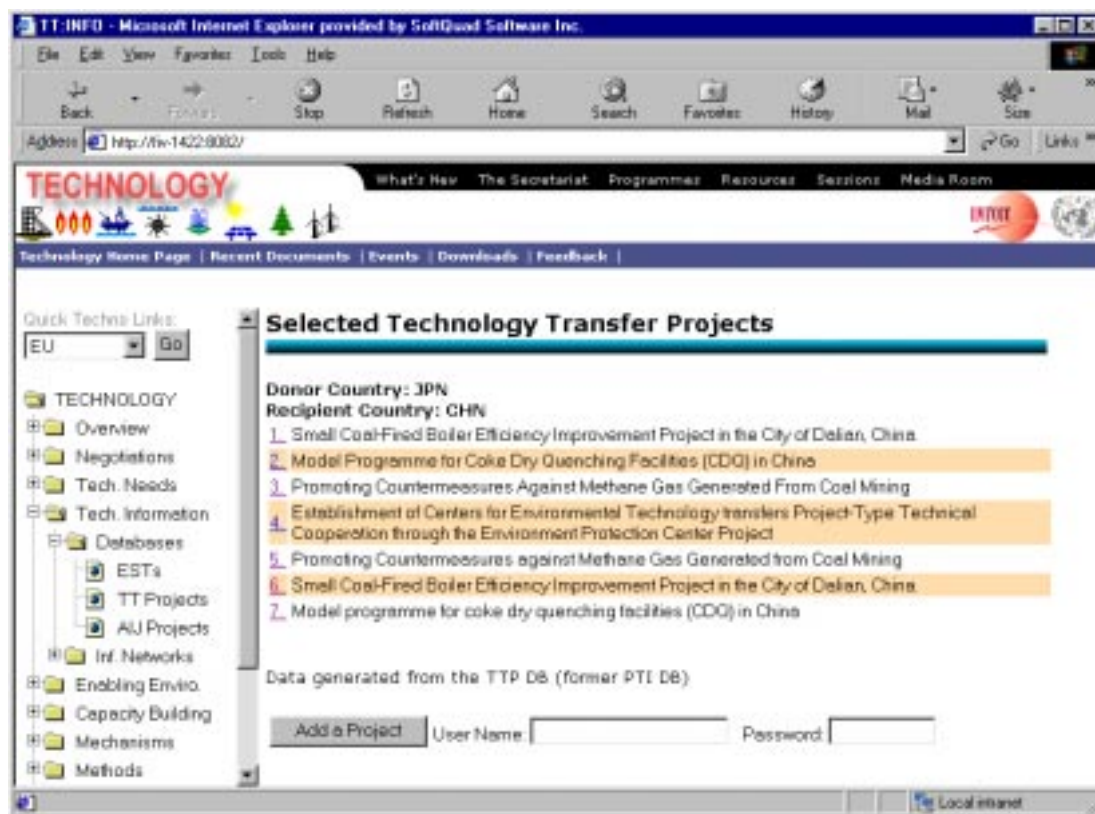 TT:INFO - Microsoft Internet Explorer provided by SoftQuad Software Inc.
File Edit View Favorites Tools Help
Back Forward Stop Refresh Home Search Favorites History Mail Size
Address http://fiv-1422:8082/ Go Links
TECHNOLOGY
What's New The Secretariat Programmes Resources Sessions Media Room
Technology Home Page | Recent Documents | Events | Downloads | Feedback |
Quick Techno Links:
EU Go
TECHNOLOGY
Overview
Negotiations
Tech. Needs
Tech. Information
Databases
ESTs
TT Projects
AIJ Projects
Inf. Networks
Enabling Enviro.
Capacity Building
Mechanisms
Methods
Selected Technology Transfer Projects
Donor Country: JPN
Recipient Country: CHN
1. Small Coal-Fired Boiler Efficiency Improvement Project in the City of Dalian, China
2. Model Programme for Coke Dry Quenching Facilities (CDQ) in China
3. Promoting Countermeasures Against Methane Gas Generated From Coal Mining
4. Establishment of Centers for Environmental Technology transfers Project-Type Technical
Cooperation through the Environment Protection Center Project
5. Promoting Countermeasures against Methane Gas Generated from Coal Mining
6. Small Coal-Fired Boiler Efficiency Improvement Project in the City of Dalian, China
7. Model programme for coke dry quenching facilities (CDQ) in China
Data generated from the TTP DB (former PTI DB)
Add a Project User Name: Password:
Local intranet